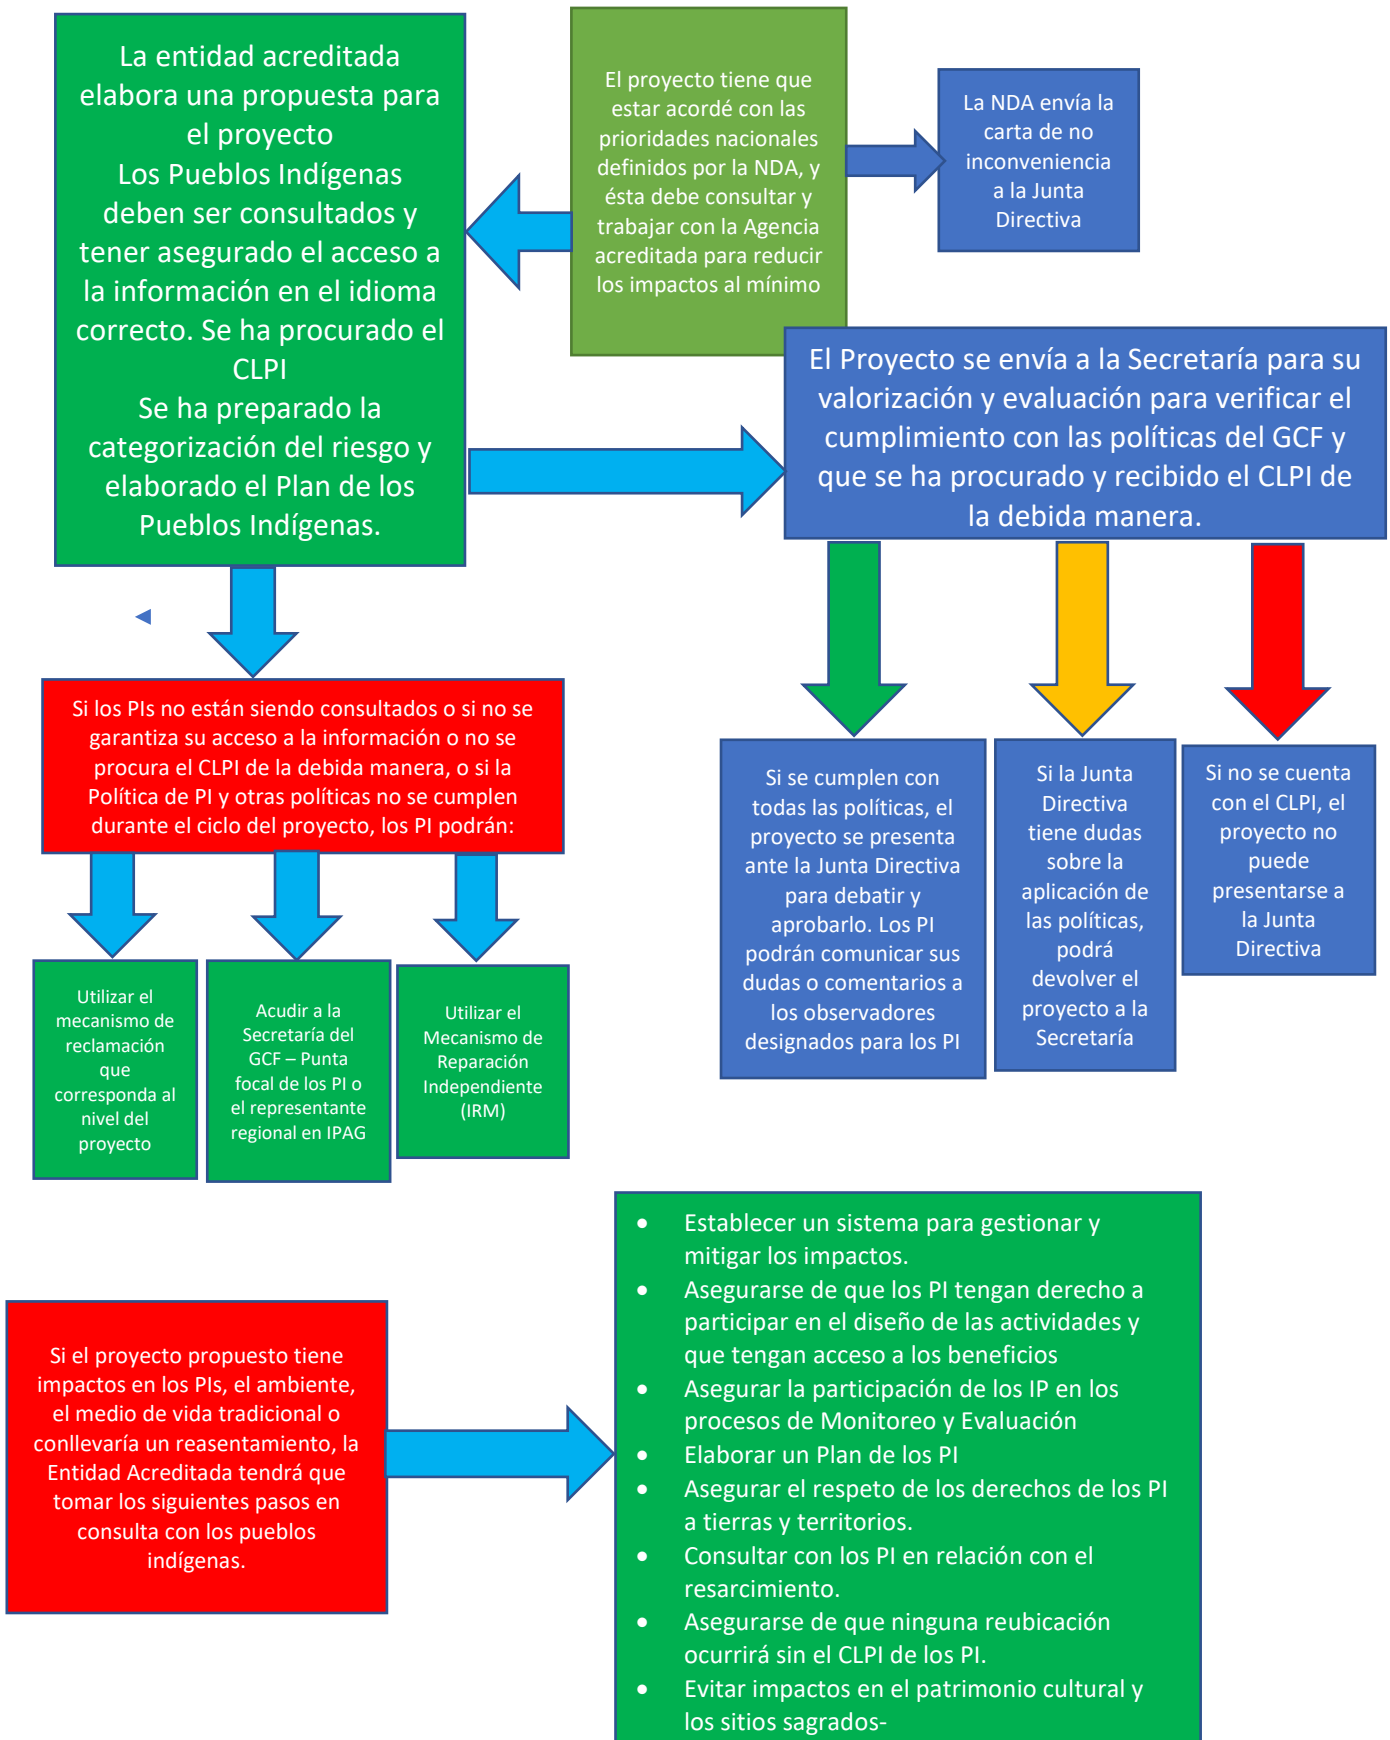 La entidad acreditada
elabora una propuesta para
el proyecto
Los Pueblos Indígenas
deben ser consultados y
tener asegurado el acceso a
la información en el idioma
correcto. Se ha procurado el
CLPI
Se ha preparado la
categorización del riesgo y
elaborado el Plan de los
Pueblos Indígenas.
El proyecto tiene que
estar acordé con las
prioridades nacionales
definidos por la NDA, y
ésta debe consultar y
trabajar con la Agencia
acreditada para reducir
los impactos al mínimo
La NDA envía la
carta de no
inconveniencia
a la Junta
Directiva
El Proyecto se envía a la Secretaría para su
valorización y evaluación para verificar el
cumplimiento con las políticas del GCF y
que se ha procurado y recibido el CLPI de
la debida manera.
Si los PIs no están siendo consultados o si no se
garantiza su acceso a la información o no se
procura el CLPI de la debida manera, o si la
Política de PI y otras políticas no se cumplen
durante el ciclo del proyecto, los PI podrán:
Utilizar el
mecanismo de
reclamación
que
corresponda al
nivel del
proyecto
Acudir a la
Secretaría del
GCF – Punta
focal de los PI o
el representante
regional en IPAG
Utilizar el
Mecanismo de
Reparación
Independiente
(IRM)
Si se cumplen con
todas las políticas, el
proyecto se presenta
ante la Junta Directiva
para debatir y
aprobarlo. Los PI
podrán comunicar sus
dudas o comentarios a
los observadores
designados para los PI
Si la Junta
Directiva
tiene dudas
sobre la
aplicación de
las políticas,
podrá
devolver el
proyecto a la
Secretaría
Si no se cuenta
con el CLPI, el
proyecto no
puede
presentarse a
la Junta
Directiva
Si el proyecto propuesto tiene
impactos en los PIs, el ambiente,
el medio de vida tradicional o
conllevaría un reasentamiento, la
Entidad Acreditada tendrá que
tomar los siguientes pasos en
consulta con los pueblos
indígenas.
• Establecer un sistema para gestionar y
mitigar los impactos.
• Asegurarse de que los PI tengan derecho a
participar en el diseño de las actividades y
que tengan acceso a los beneficios
• Asegurar la participación de los IP en los
procesos de Monitoreo y Evaluación
• Elaborar un Plan de los PI
• Asegurar el respeto de los derechos de los PI
a tierras y territorios.
• Consultar con los PI en relación con el
resarcimiento.
• Asegurarse de que ninguna reubicación
ocurrirá sin el CLPI de los PI.
• Evitar impactos en el patrimonio cultural y
los sitios sagrados-